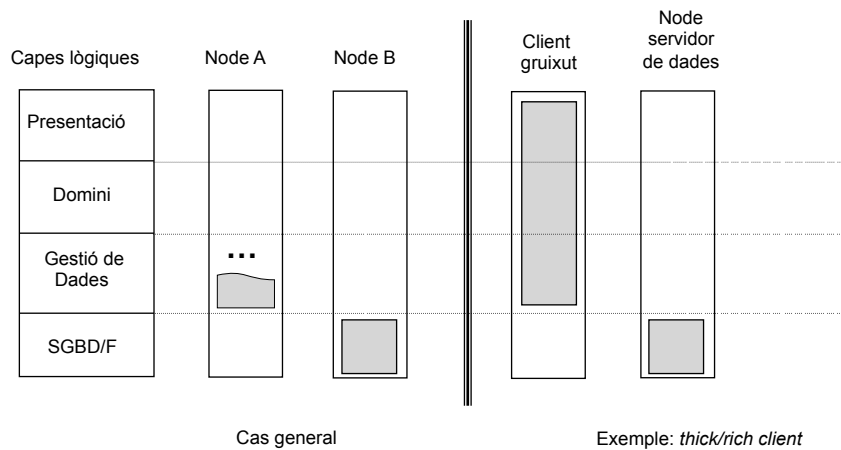 Capes lògiques
Node A
Node B
Client
gruixut
Node
servidor
de dades
Presentació
Domini
Gestió de
Dades
...
SGBD/F
Cas general
Exemple: thick/rich client